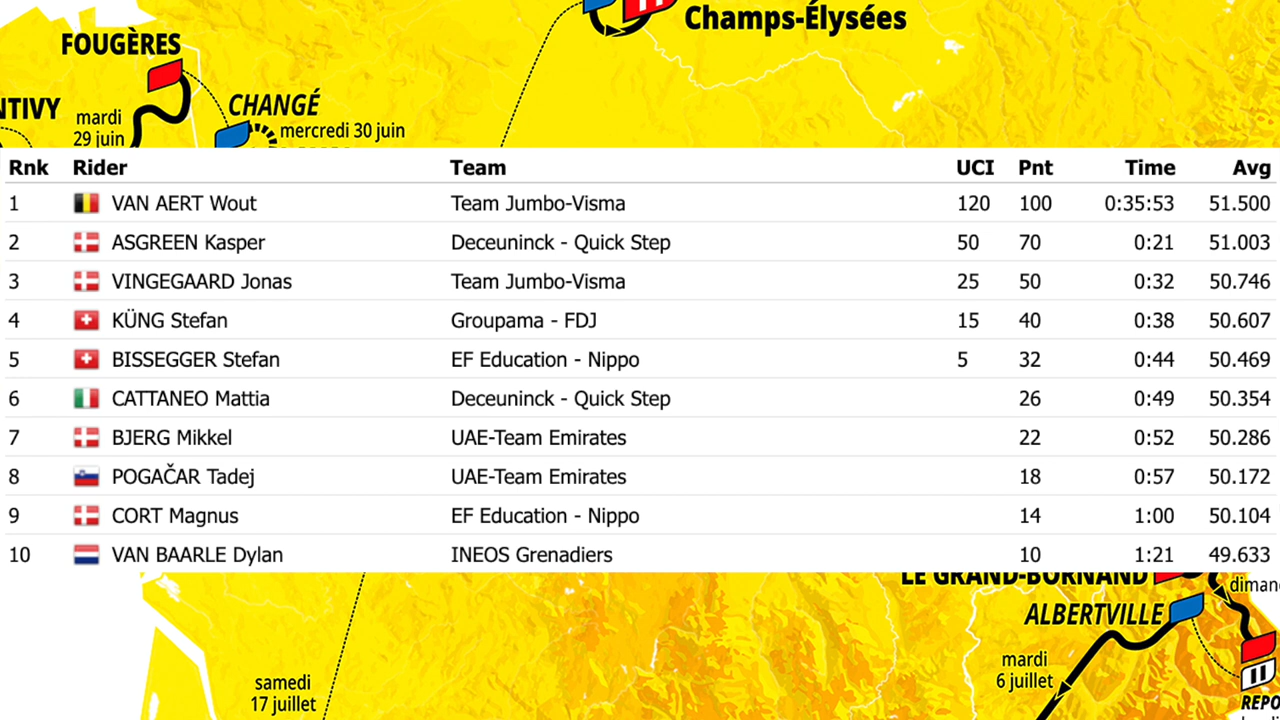 Champs-Élysées
FOUGÈRES
CHANGÉ
NTIVY
mardi
29 juin
mercredi 30 juin
Rnk Rider Team UCI Pnt Time Avg
1 VAN AERT Wout Team Jumbo-Visma 120 100 0:35:53 51.500
2 ASGREEN Kasper Deceuninck - Quick Step 50 70 0:21 51.003
3 VINGEGAARD Jonas Team Jumbo-Visma 25 50 0:32 50.746
4 KÜNG Stefan Groupama - FDJ 15 40 0:38 50.607
5 BISSEGGER Stefan EF Education - Nippo 5 32 0:44 50.469
6 CATTANEO Mattia Deceuninck - Quick Step 26 0:49 50.354
7 BJERG Mikkel UAE-Team Emirates 22 0:52 50.286
8 POGAČAR Tadej UAE-Team Emirates 18 0:57 50.172
9 CORT Magnus EF Education - Nippo 14 1:00 50.104
10 VAN BAARLE Dylan INEOS Grenadiers 10 1:21 49.633
LE GRAND-BORNAND
diman
ALBERTVILLE
mardi
6 juillet
samedi
17 juillet
REPO